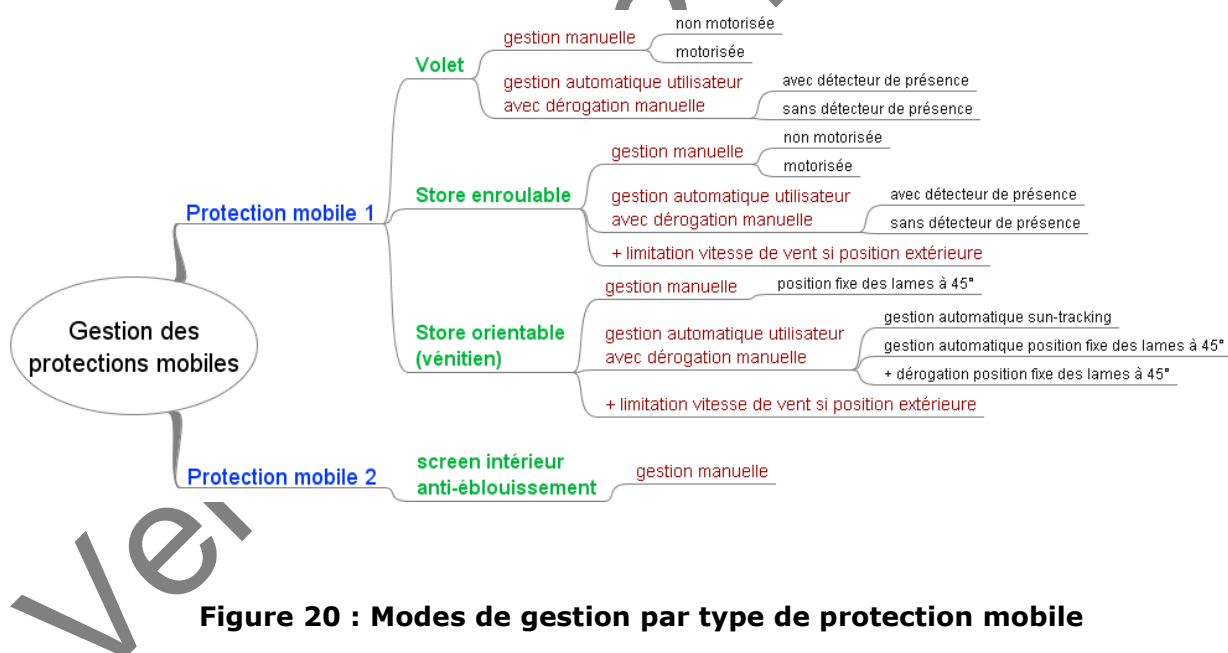 non motorisée
gestion manuelle
motorisée
Volet
gestion automatique utilisateur
avec dérogation manuelle
avec détecteur de présence
sans détecteur de présence
non motorisée
gestion manuelle
motorisée
Store enroulable
gestion automatique utilisateur
avec dérogation manuelle
avec détecteur de présence
sans détecteur de présence
+ limitation vitesse de vent si position extérieure
Protection mobile 1
gestion manuelle
position fixe des lames à 45°
Store orientable
(vénitien)
gestion automatique utilisateur
avec dérogation manuelle
gestion automatique sun-tracking
gestion automatique position fixe des lames à 45°
+ dérogation position fixe des lames à 45°
+ limitation vitesse de vent si position extérieure
Gestion des
protections mobiles
Protection mobile 2
screen intérieur
anti-éblouissement
gestion manuelle
Figure 20 : Modes de gestion par type de protection mobile